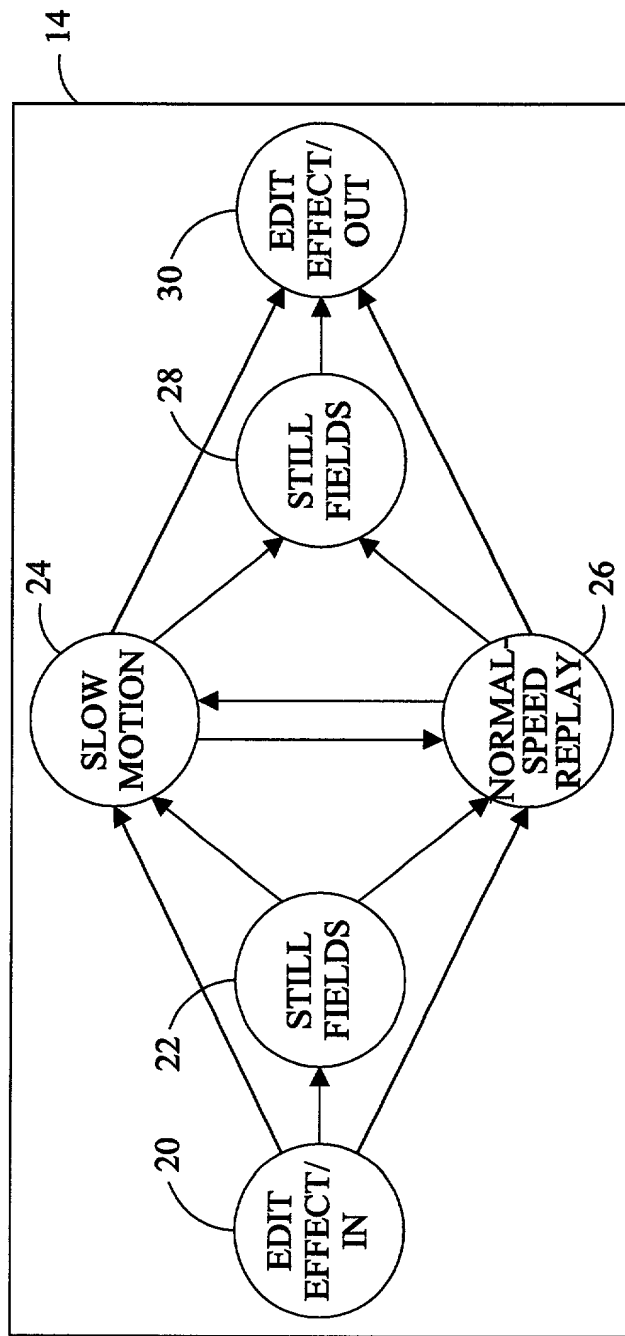 14
20
EDIT
EFFECT/
IN
22
STILL
FIELDS
24
SLOW
MOTION
26
NORMAL-
SPEED
REPLAY
28
STILL
FIELDS
30
EDIT
EFFECT/
OUT